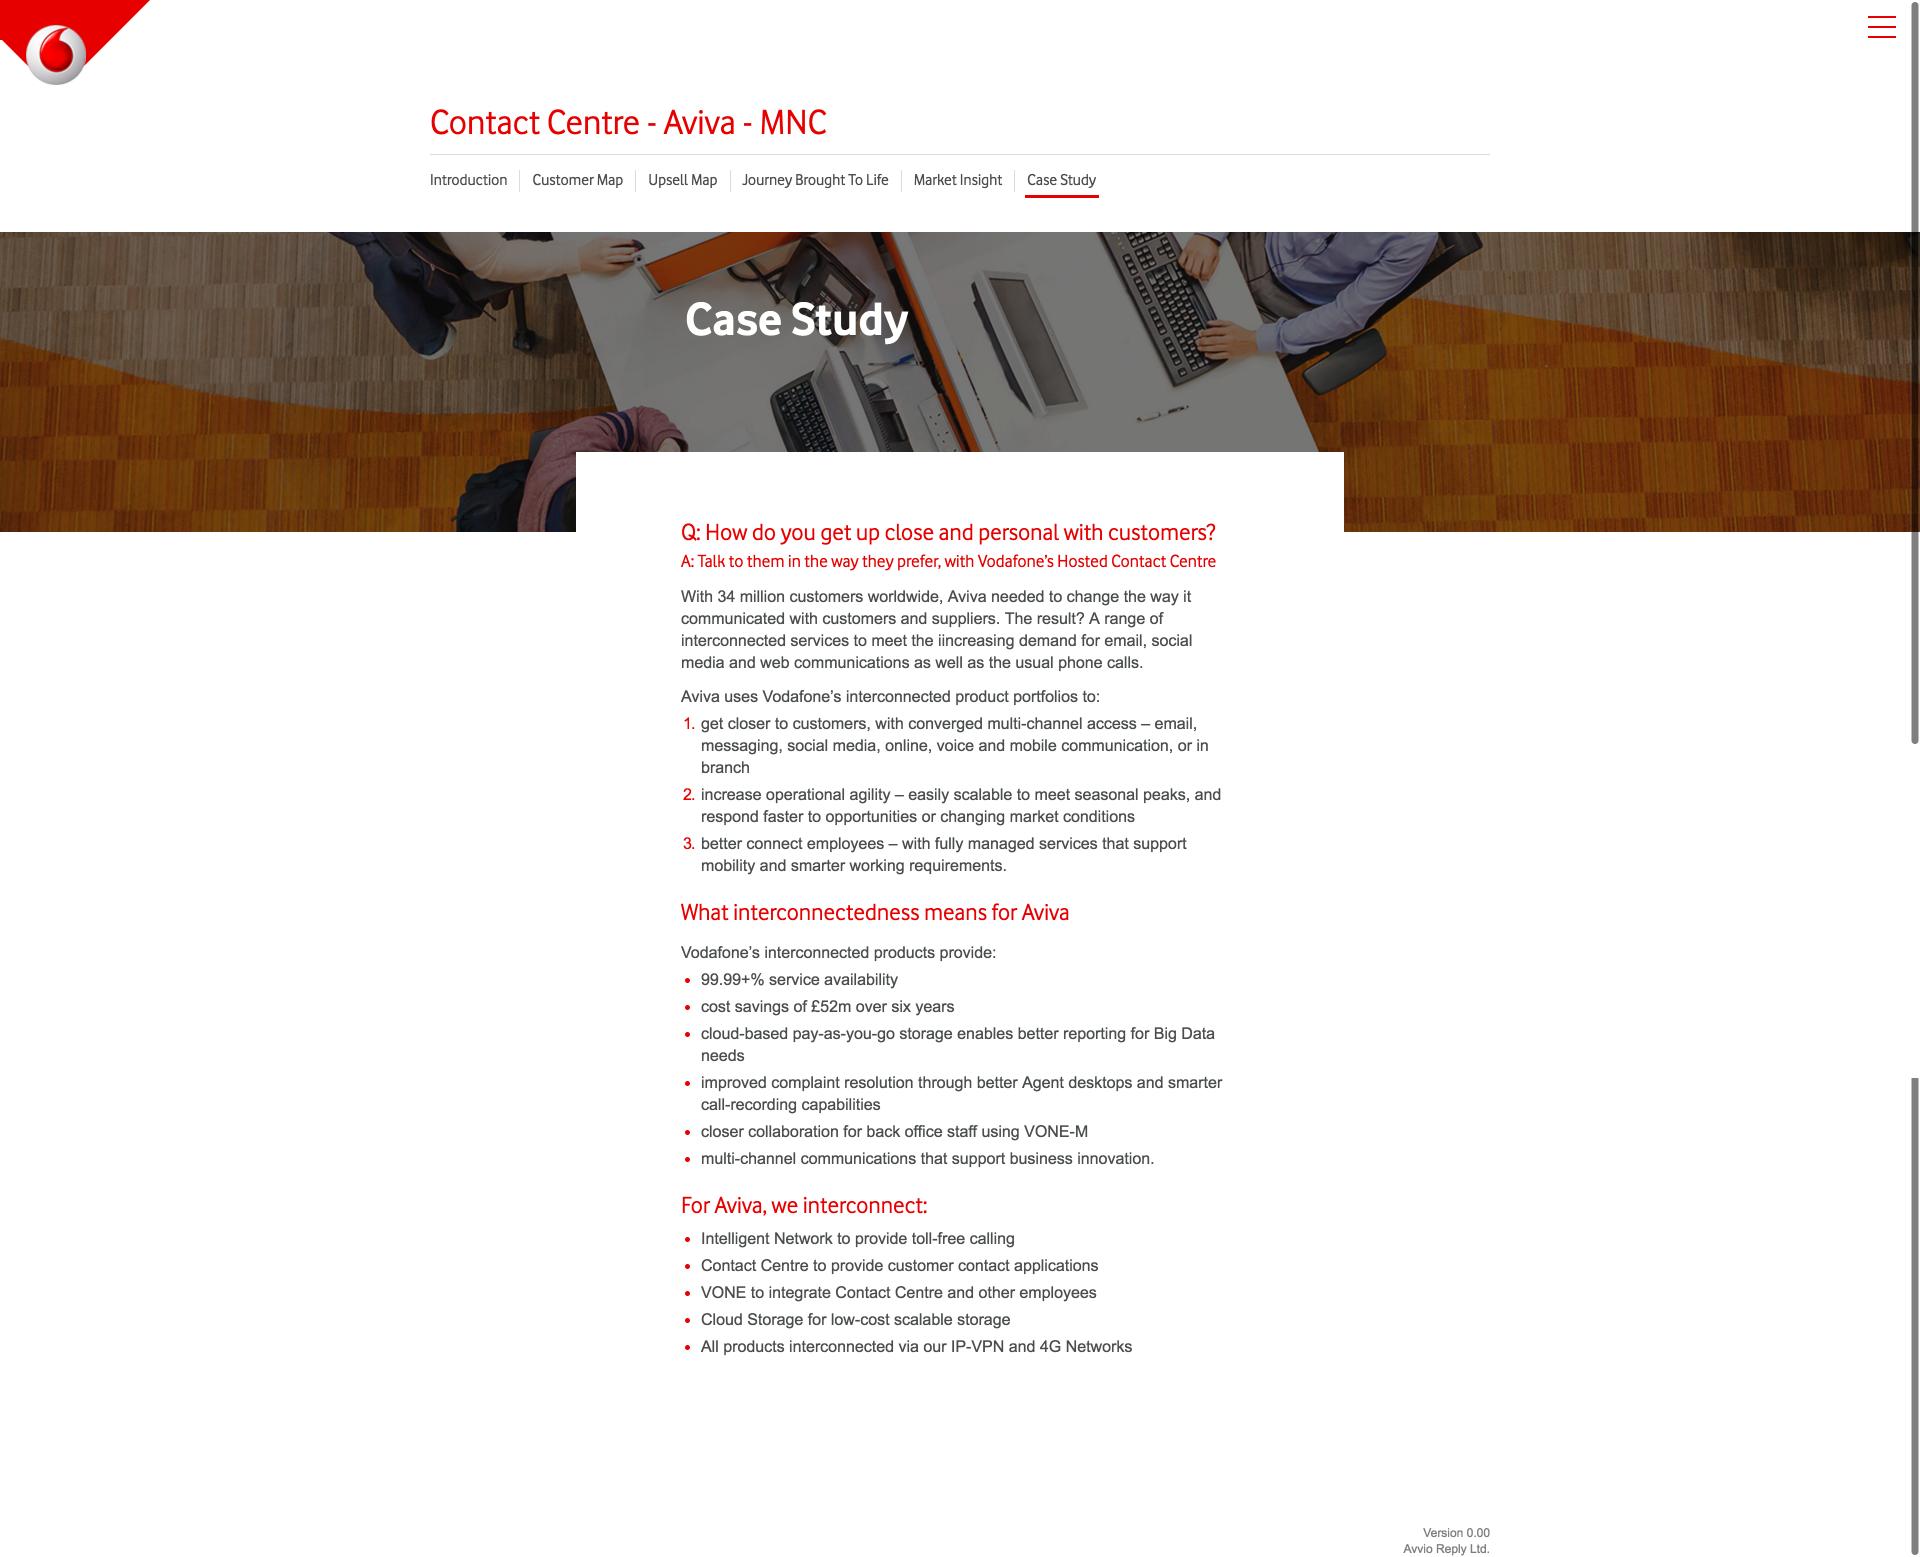 Contact Centre - Aviva - MNC
Introduction
Customer Map
Upsell Map
Journey Brought To Life
Market Insight
Case Study
Case Study
Q: How do you get up close and personal with customers?
A: Talk to them in the way they prefer, with Vodafone’s Hosted Contact Centre
With 34 million customers worldwide, Aviva needed to change the way it
communicated with customers and suppliers. The result? A range of
interconnected services to meet the iincreasing demand for email, social
media and web communications as well as the usual phone calls.
Aviva uses Vodafone’s interconnected product portfolios to:
1. get closer to customers, with converged multi-channel access – email,
messaging, social media, online, voice and mobile communication, or in
branch
2. increase operational agility – easily scalable to meet seasonal peaks, and
respond faster to opportunities or changing market conditions
3. better connect employees – with fully managed services that support
mobility and smarter working requirements.
What interconnectedness means for Aviva
Vodafone’s interconnected products provide:
• 99.99+% service availability
• cost savings of £52m over six years
• cloud-based pay-as-you-go storage enables better reporting for Big Data
needs
• improved complaint resolution through better Agent desktops and smarter
call-recording capabilities
• closer collaboration for back office staff using VONE-M
• multi-channel communications that support business innovation.
For Aviva, we interconnect:
• Intelligent Network to provide toll-free calling
• Contact Centre to provide customer contact applications
• VONE to integrate Contact Centre and other employees
• Cloud Storage for low-cost scalable storage
• All products interconnected via our IP-VPN and 4G Networks
Version 0.00
Avvio Reply Ltd.